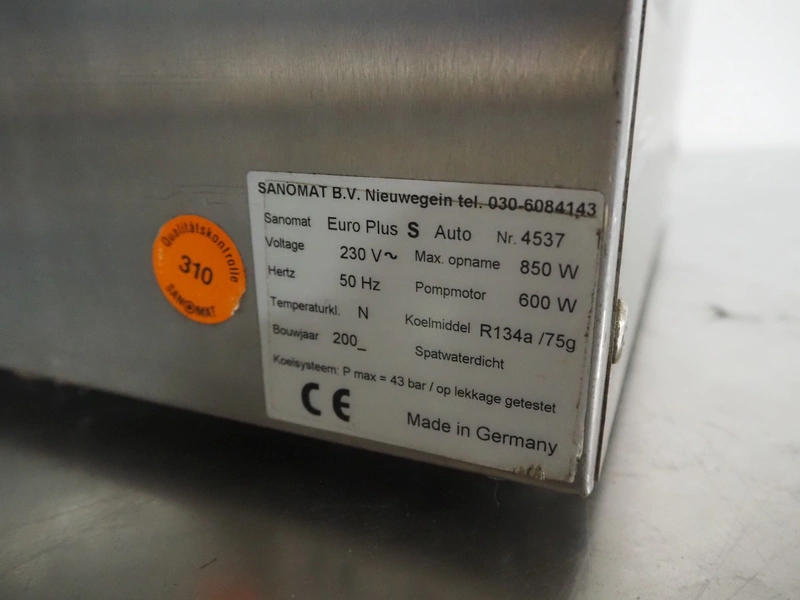 SANOMAT B.V. Nieuwegein tel. 030-6084143
Sanomat Euro Plus S Auto Nr. 4537
Voltage 230 V~ Max. opname 850 W
Hertz 50 Hz Pompmotor 600 W
Temperaturkl. N Koelmiddel R134a /75g
Bouwjaar 200_ Spatwaterdicht
Koelsysteem: P max = 43 bar / op lekkage getestet
CE Made in Germany
Qualitätskontrolle
310
SANOMAT